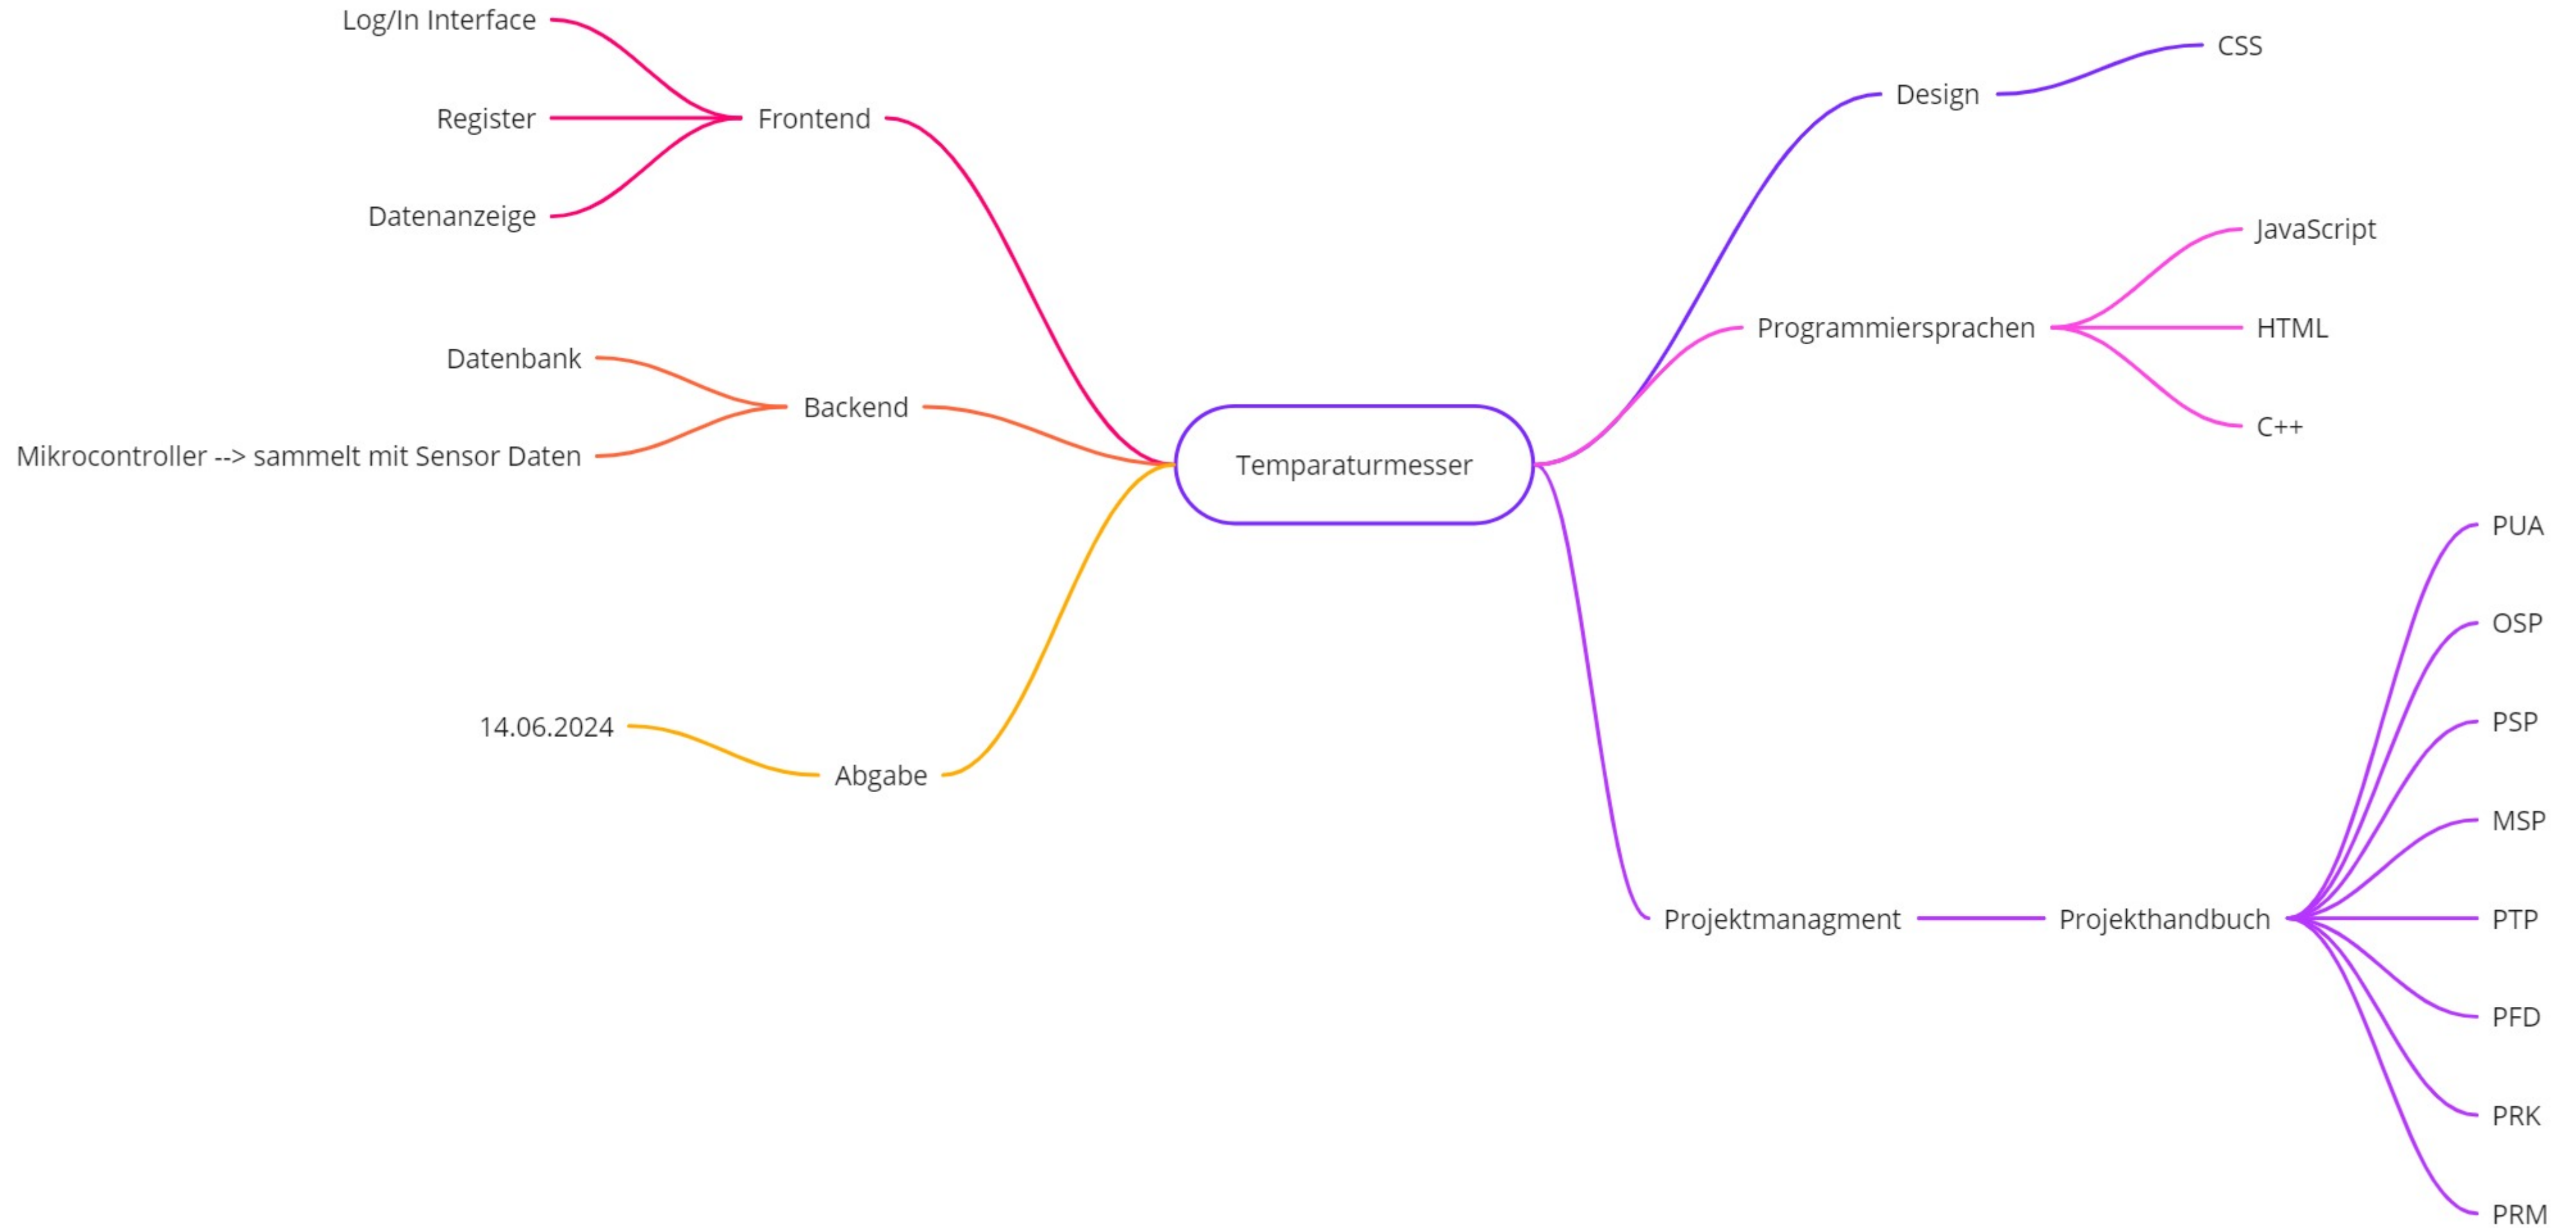 Log/In Interface
Register
Datenanzeige
Frontend
Datenbank
Mikrocontroller --> sammelt mit Sensor Daten
Backend
14.06.2024
Abgabe
Temparaturmesser
Design
CSS
Programmiersprachen
JavaScript
HTML
C++
Projektmanagment
Projekthandbuch
PUA
OSP
PSP
MSP
PTP
PFD
PRK
PRM